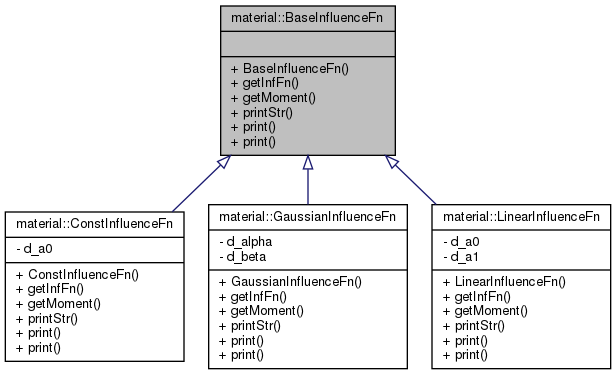 material::BaseInfluenceFn
+ BaseInfluenceFn()
+ getInfFn()
+ getMoment()
+ printStr()
+ print()
+ print()
material::ConstInfluenceFn
- d_a0
+ ConstInfluenceFn()
+ getInfFn()
+ getMoment()
+ printStr()
+ print()
+ print()
material::GaussianInfluenceFn
- d_alpha
- d_beta
+ GaussianInfluenceFn()
+ getInfFn()
+ getMoment()
+ printStr()
+ print()
+ print()
material::LinearInfluenceFn
- d_a0
- d_a1
+ LinearInfluenceFn()
+ getInfFn()
+ getMoment()
+ printStr()
+ print()
+ print()